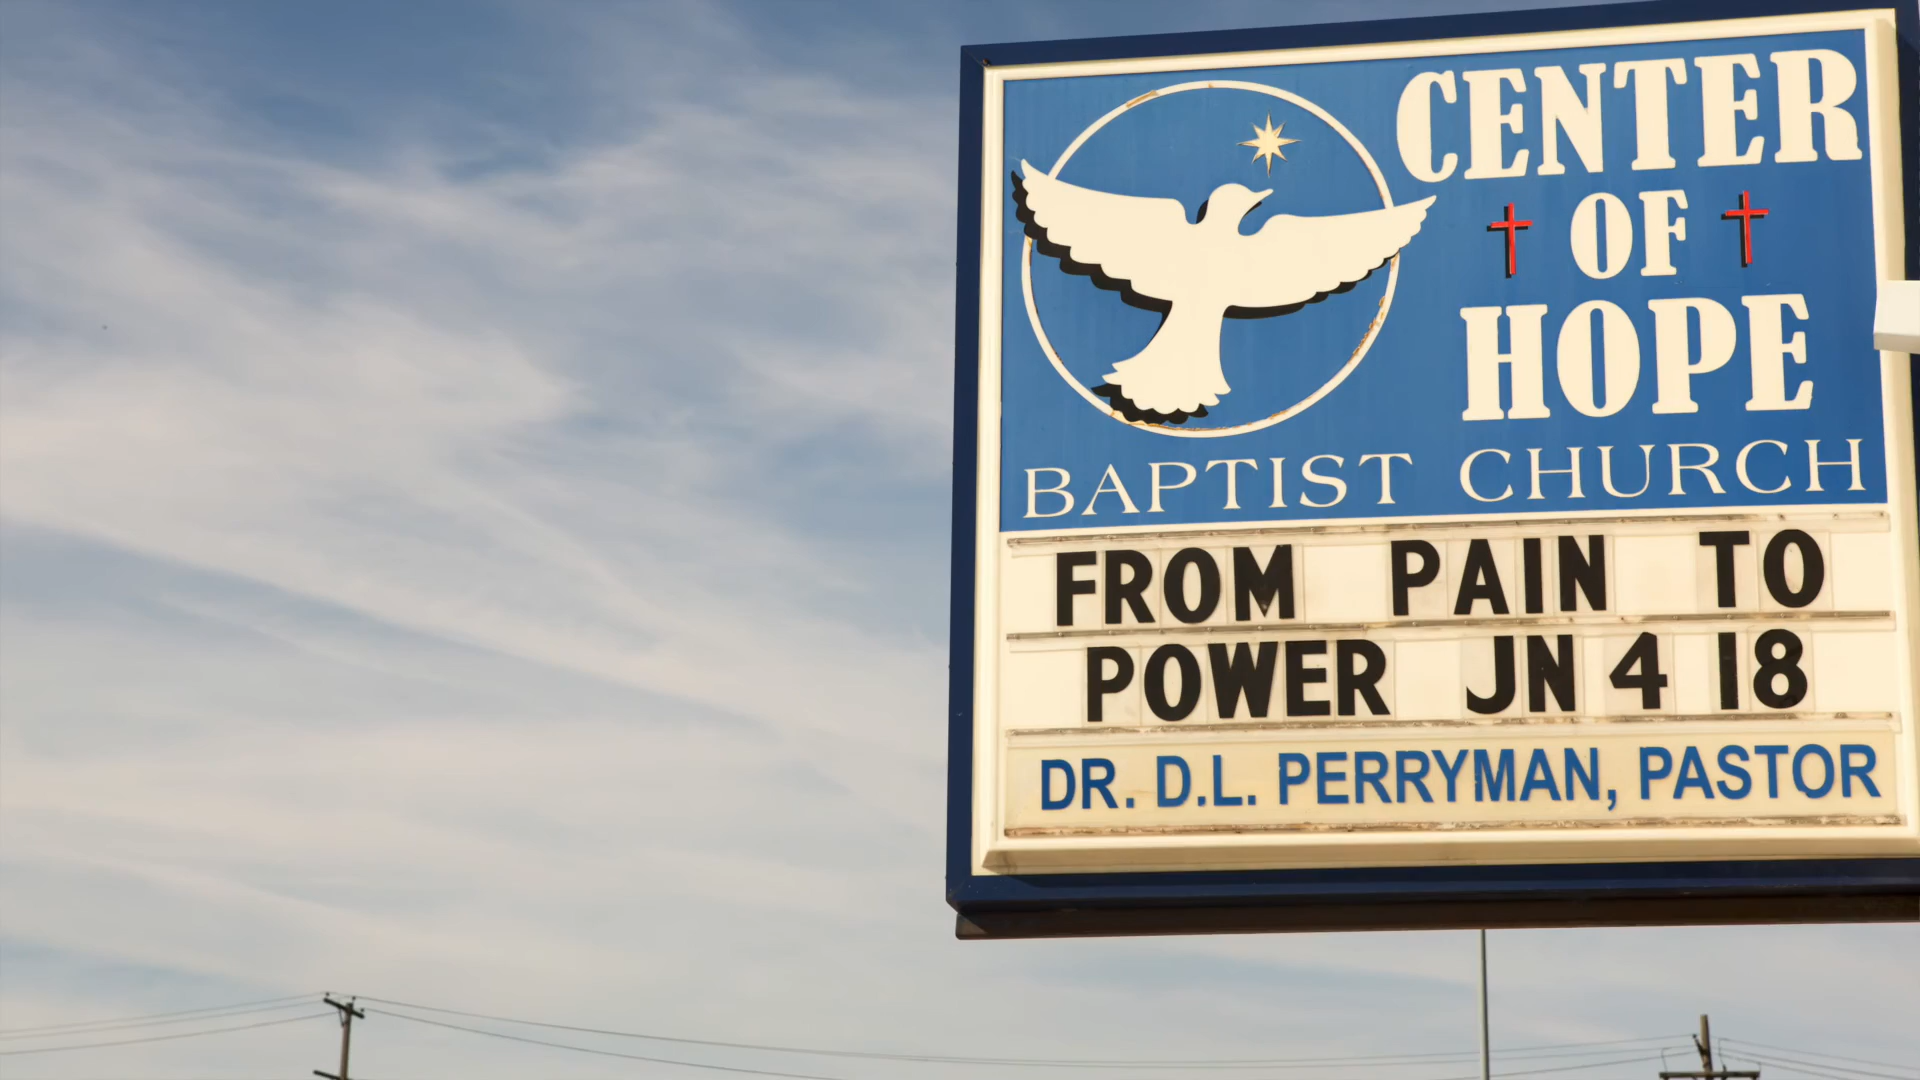 CENTER
OF
HOPE
BAPTIST CHURCH
FROM PAIN TO
POWER JN 4 18
DR. D.L. PERRYMAN, PASTOR